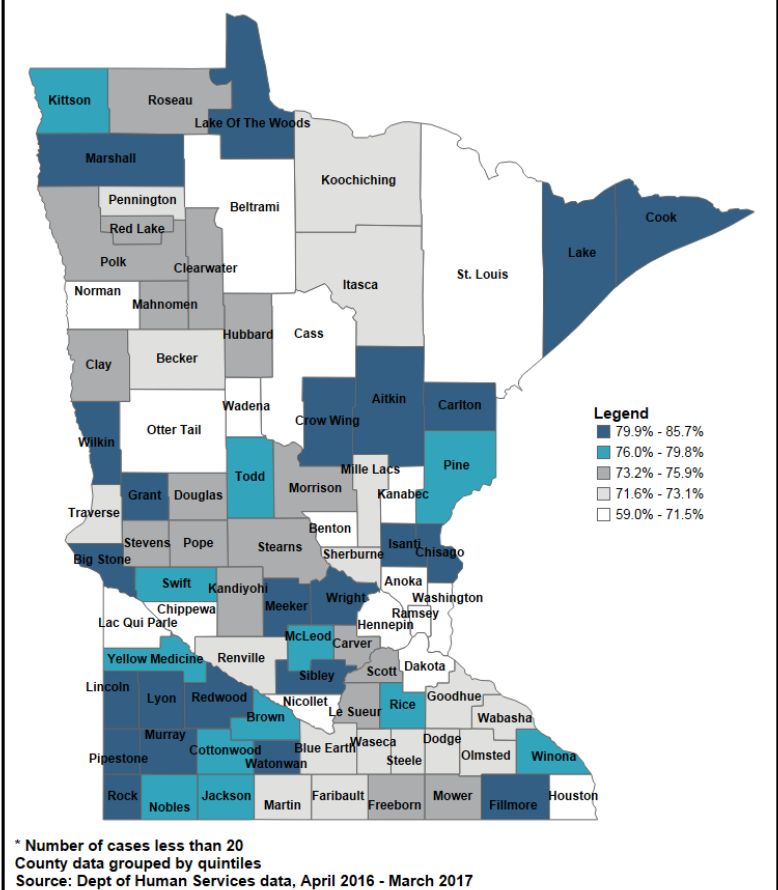 Kittson
Roseau
Lake Of The Woods
Marshall
Koochiching
Pennington
Beltrami
Cook
Red Lake
Lake
Polk
Clearwater
St. Louis
Itasca
Norman
Mahnomen
Hubbard
Cass
Clay
Becker
Aitkin
Wadena
Carlton
Crow Wing
Otter Tail
Wilkin
Legend
79.9% - 85.7%
76.0% - 79.8%
73.2% - 75.9%
71.6% - 73.1%
59.0% - 71.5%
Pine
Mille Lacs
Todd
Morrison
Grant
Douglas
Kanabec
Traverse
Benton
Stevens
Pope
Stearns
Isanti
Chisago
Sherburne
Big Stone
Swift
Kandiyohi
Anoka
Wright
Washington
Meeker
Chippewa
Ramsey
Lac Qui Parle
Hennepin
McLeod
Carver
Yellow Medicine
Renville
Dakota
Scott
Sibley
Lincoln
Lyon
Redwood
Nicollet
Rice
Goodhue
Le Sueur
Brown
Wabasha
Murray
Waseca
Dodge
Blue Earth
Cottonwood
Olmsted
Winona
Pipestone
Watonwan
Steele
Rock
Nobles
Jackson
Martin
Faribault
Freeborn
Mower
Fillmore
Houston
* Number of cases less than 20
County data grouped by quintiles
Source: Dept of Human Services data, April 2016 - March 2017